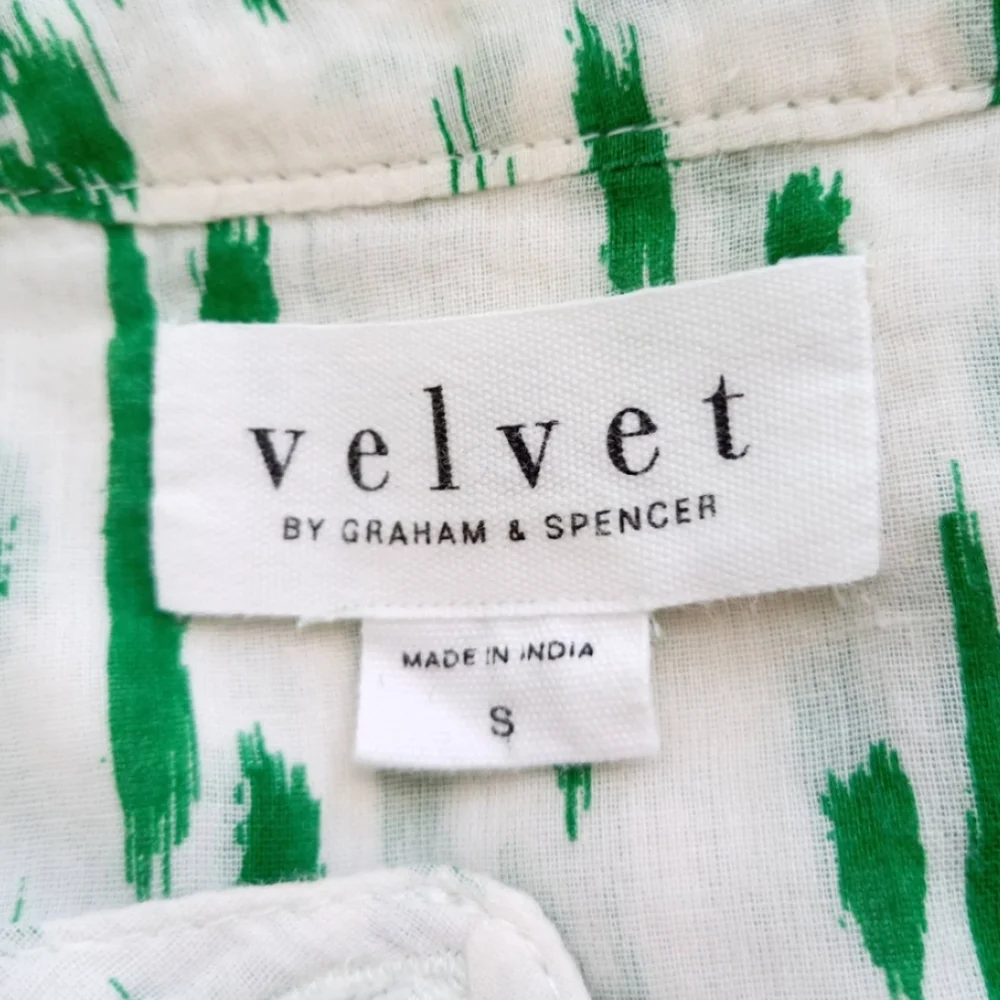 velvet
BY GRAHAM & SPENCER
MADE IN INDIA
S